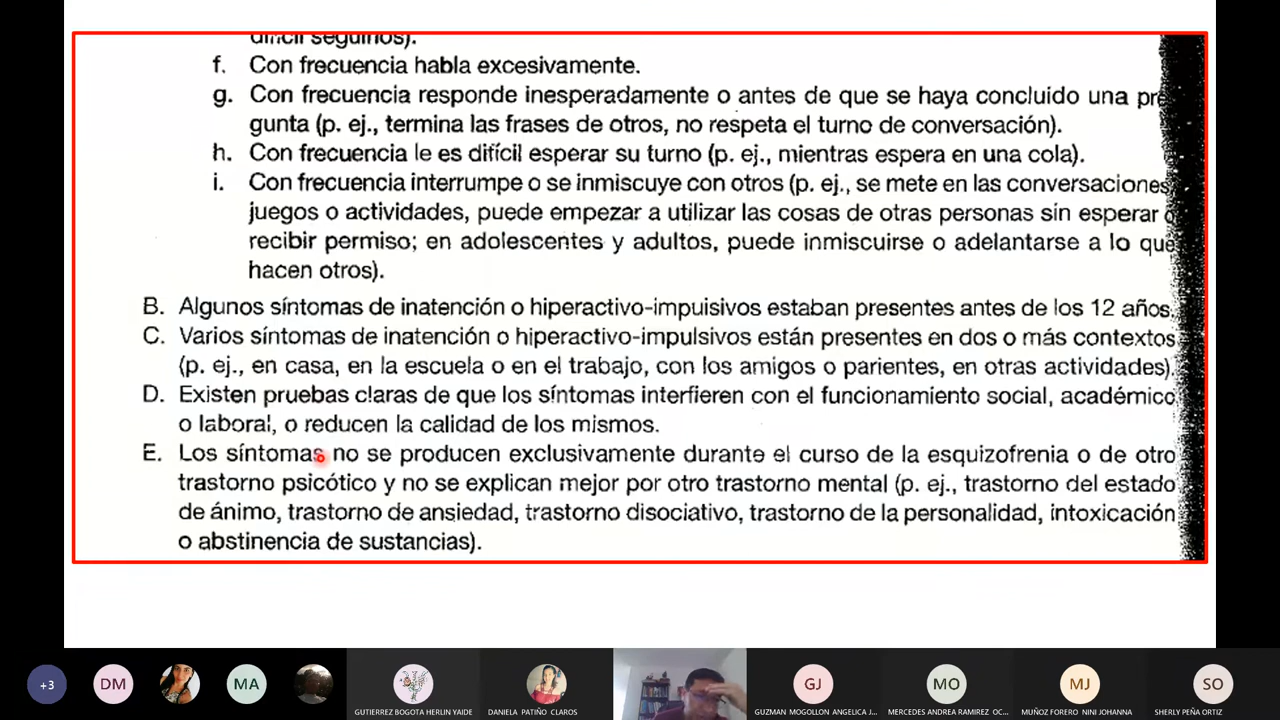 difícil seguirlos).
f. Con frecuencia habla excesivamente.
g. Con frecuencia responde inesperadamente o antes de que se haya concluido una pre
gunta (p. ej., termina las frases de otros, no respeta el turno de conversación).
h. Con frecuencia le es difícil esperar su turno (p. ej., mientras espera en una cola).
i. Con frecuencia interrumpe o se inmiscuye con otros (p. ej., se mete en las conversaciones
juegos o actividades, puede empezar a utilizar las cosas de otras personas sin esperar o
recibir permiso; en adolescentes y adultos, puede inmiscuirse o adelantarse a lo que
hacen otros).
B. Algunos síntomas de inatención o hiperactivo-impulsivos estaban presentes antes de los 12 años.
C. Varios síntomas de inatención o hiperactivo-impulsivos están presentes en dos o más contextos
(p. ej., en casa, en la escuela o en el trabajo, con los amigos o parientes, en otras actividades).
D. Existen pruebas claras de que los síntomas interfieren con el funcionamiento social, académico
o laboral, o reducen la calidad de los mismos.
E. Los síntomas no se producen exclusivamente durante el curso de la esquizofrenia o de otro
trastorno psicótico y no se explican mejor por otro trastorno mental (p. ej., trastorno del estado
de ánimo, trastorno de ansiedad, trastorno disociativo, trastorno de la personalidad, intoxicación
o abstinencia de sustancias).
+3 DM MA GJ MO MJ SO
GUTIERREZ BOGOTA HERLIN YAIDE DANIELA PATIÑO CLAROS GUZMAN MOGOLLON ANGELICA J... MERCEDES ANDREA RAMIREZ OC... MUÑOZ FORERO NINI JOHANNA SHERLY PEÑA ORTIZ